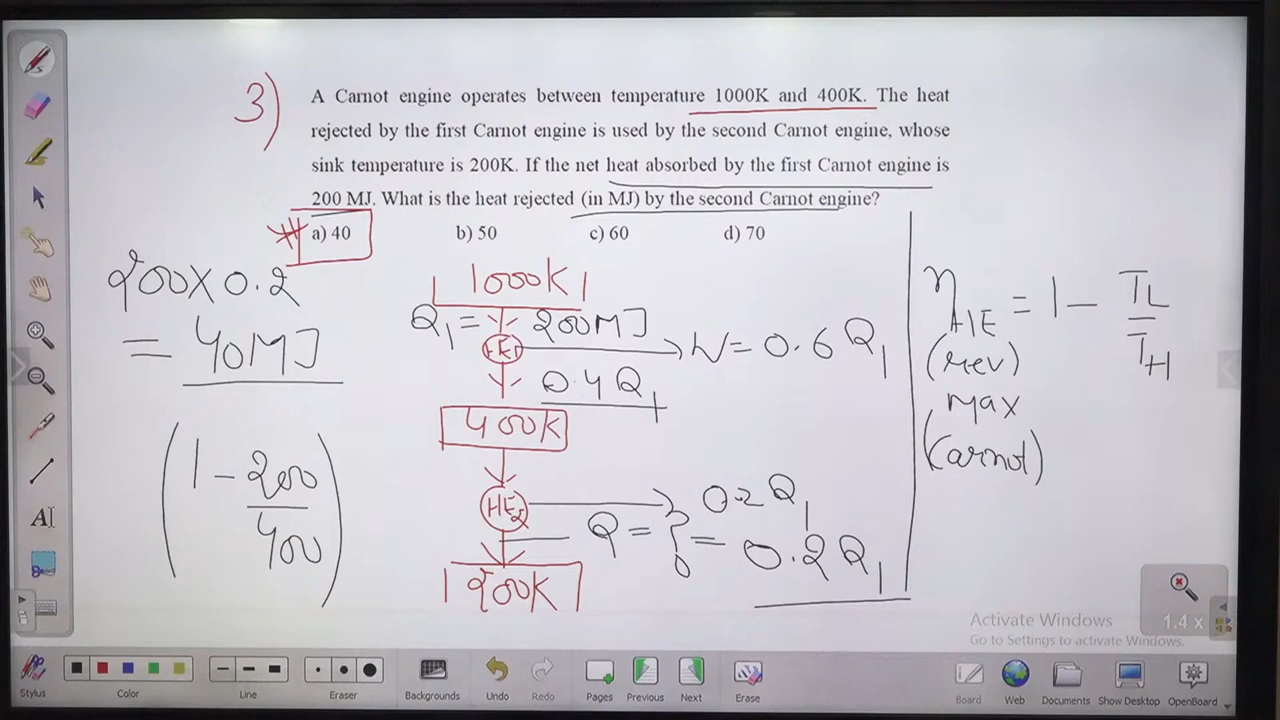 3)
A Carnot engine operates between temperature 1000K and 400K. The heat
rejected by the first Carnot engine is used by the second Carnot engine, whose
sink temperature is 200K. If the net heat absorbed by the first Carnot engine is
200 MJ. What is the heat rejected (in MJ) by the second Carnot engine?
a) 40 b) 50 c) 60 d) 70
200 X 0.2
= 40MJ
(1 - 200/400)
1000K
Q1 = 200MJ
HE1
W = 0.6 Q1
0.4 Q1
400K
HE2
0.2 Q1
Q = ? = 0.2 Q1
200K
η = 1 - TL/TH
HE
(rev)
max
(Carnot)
Activate Windows
Go to Settings to activate Windows.
1.4 x
Stylus Color Line Eraser Backgrounds Undo Redo Pages Previous Next Erase Board Web Documents Show Desktop OpenBoard